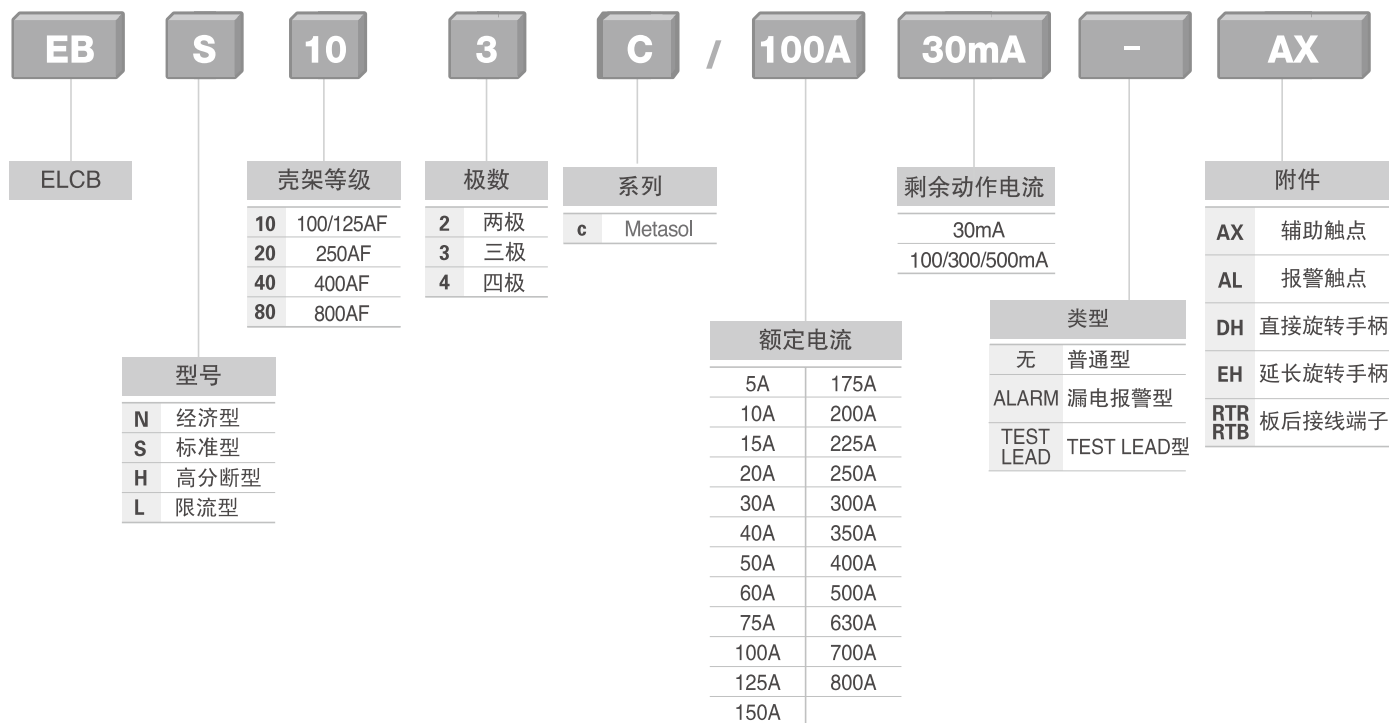 EB S 10 3 C / 100A 30mA - AX
ELCB
壳架等级
10 100/125AF
20 250AF
40 400AF
80 800AF
极数
2 两极
3 三极
4 四极
系列
c Metasol
剩余动作电流
30mA
100/300/500mA
附件
AX 辅助触点
AL 报警触点
DH 直接旋转手柄
EH 延长旋转手柄
RTR
RTB 板后接线端子
型号
N 经济型
S 标准型
H 高分断型
L 限流型
额定电流
5A 175A
10A 200A
15A 225A
20A 250A
30A 300A
40A 350A
50A 400A
60A 500A
75A 630A
100A 700A
125A 800A
150A
类型
无 普通型
ALARM 漏电报警型
TEST
LEAD TEST LEAD型